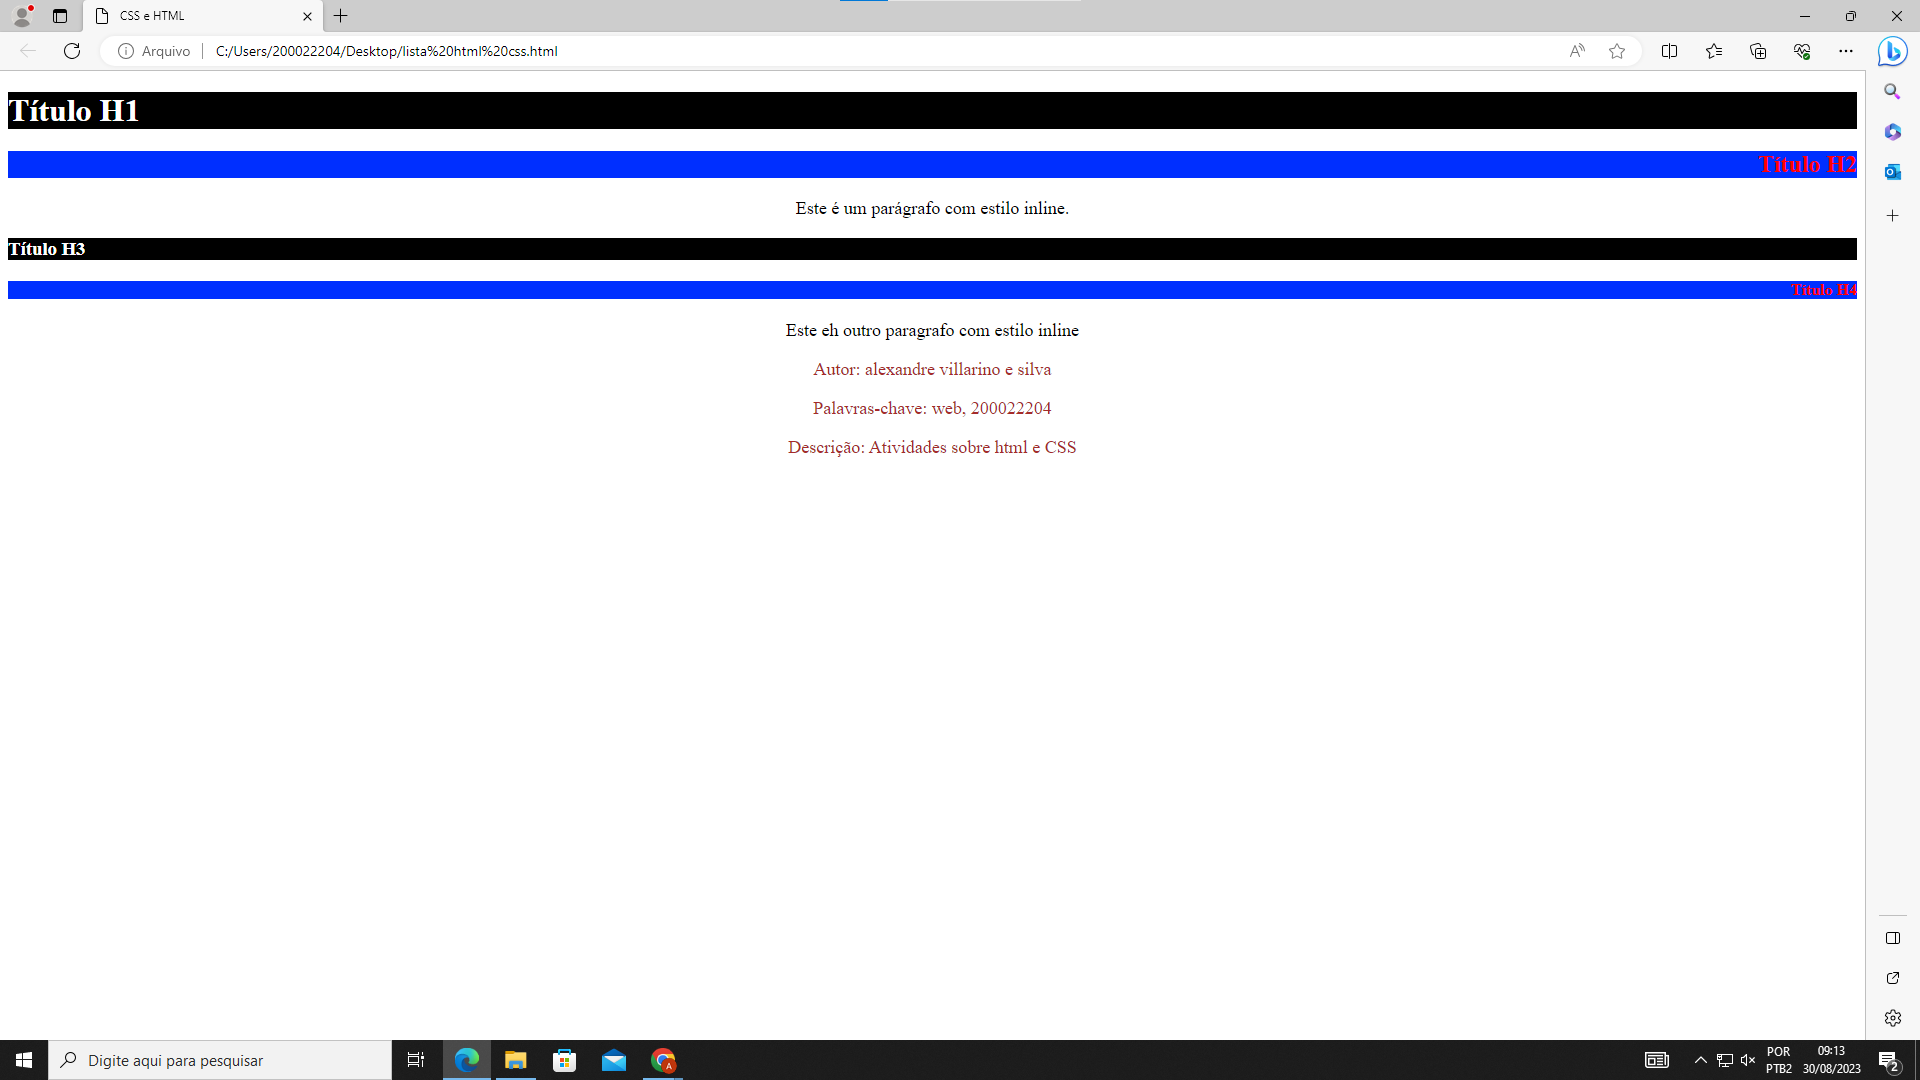 CSS e HTML
Arquivo
C:/Users/200022204/Desktop/lista%20html%20css.html
Título H1
Título H2
Este é um parágrafo com estilo inline.
Título H3
Título H4
Este eh outro paragrafo com estilo inline
Autor: alexandre villarino e silva
Palavras-chave: web, 200022204
Descrição: Atividades sobre html e CSS
Digite aqui para pesquisar
A
POR
PTB2
09:13
30/08/2023
2